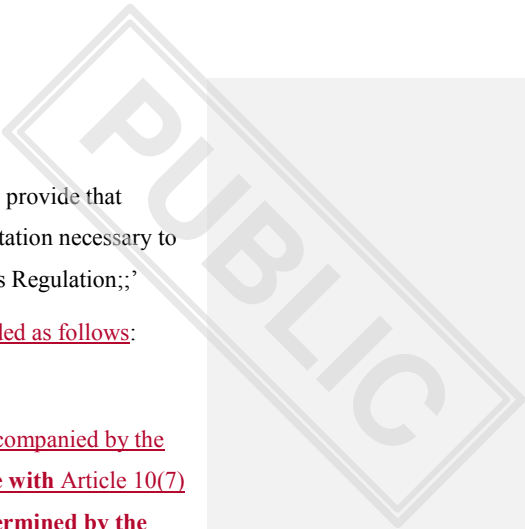 provide that
tation necessary to
s Regulation;;’
led as follows:
companied by the
e with Article 10(7)
ermined by the
PUBLIC